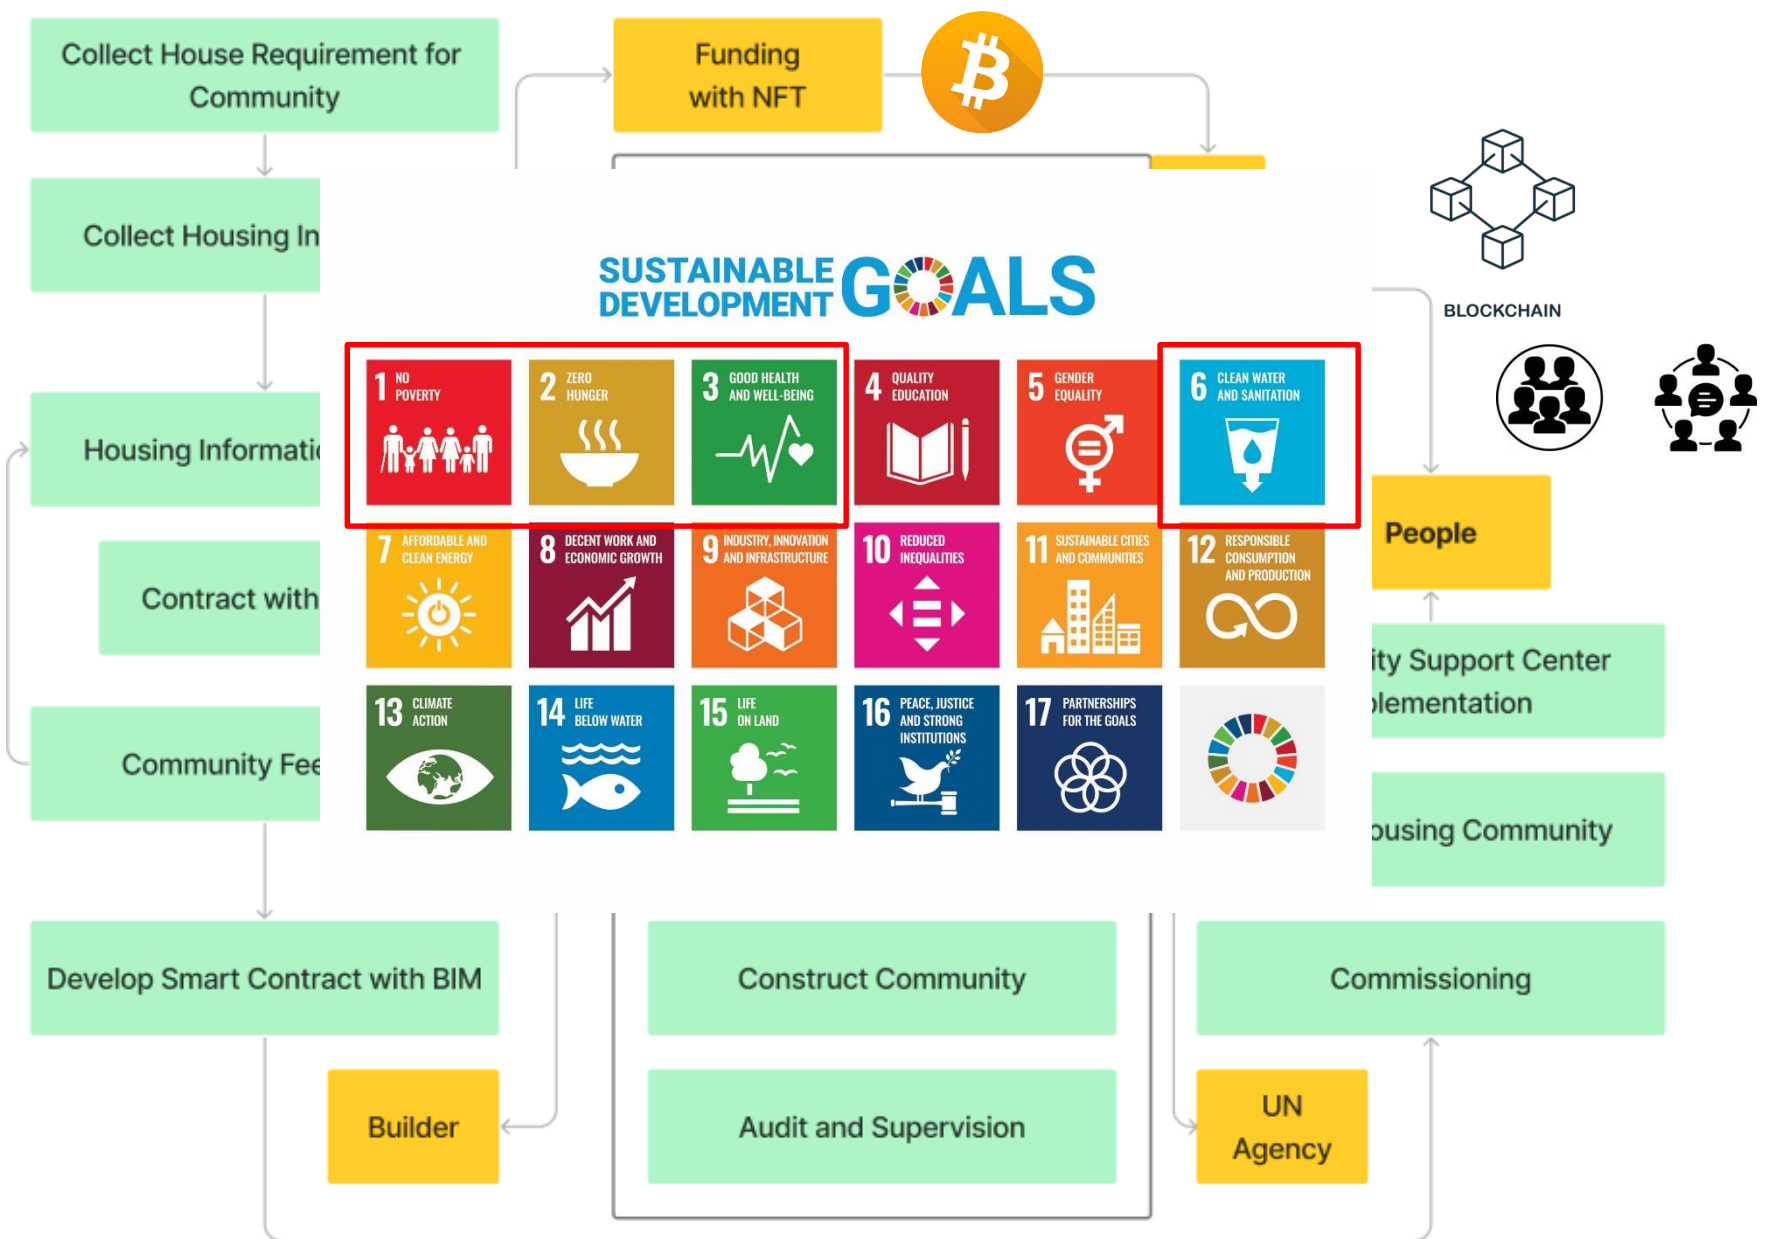 Collect House Requirement for
Community
Funding
with NFT
Collect Housing In
BLOCKCHAIN
SUSTAINABLE
DEVELOPMENT
GOALS
1 NO
POVERTY
2 ZERO
HUNGER
3 GOOD HEALTH
AND WELL-BEING
4 QUALITY
EDUCATION
5 GENDER
EQUALITY
6 CLEAN WATER
AND SANITATION
Housing Informati
7 AFFORDABLE AND
CLEAN ENERGY
8 DECENT WORK AND
ECONOMIC GROWTH
9 INDUSTRY, INNOVATION
AND INFRASTRUCTURE
10 REDUCED
INEQUALITIES
11 SUSTAINABLE CITIES
AND COMMUNITIES
12 RESPONSIBLE
CONSUMPTION
AND PRODUCTION
People
Contract with
13 CLIMATE
ACTION
14 LIFE
BELOW WATER
15 LIFE
ON LAND
16 PEACE, JUSTICE
AND STRONG
INSTITUTIONS
17 PARTNERSHIPS
FOR THE GOALS
ity Support Center
plementation
Community Fee
ousing Community
Develop Smart Contract with BIM
Construct Community
Commissioning
Builder
Audit and Supervision
UN
Agency